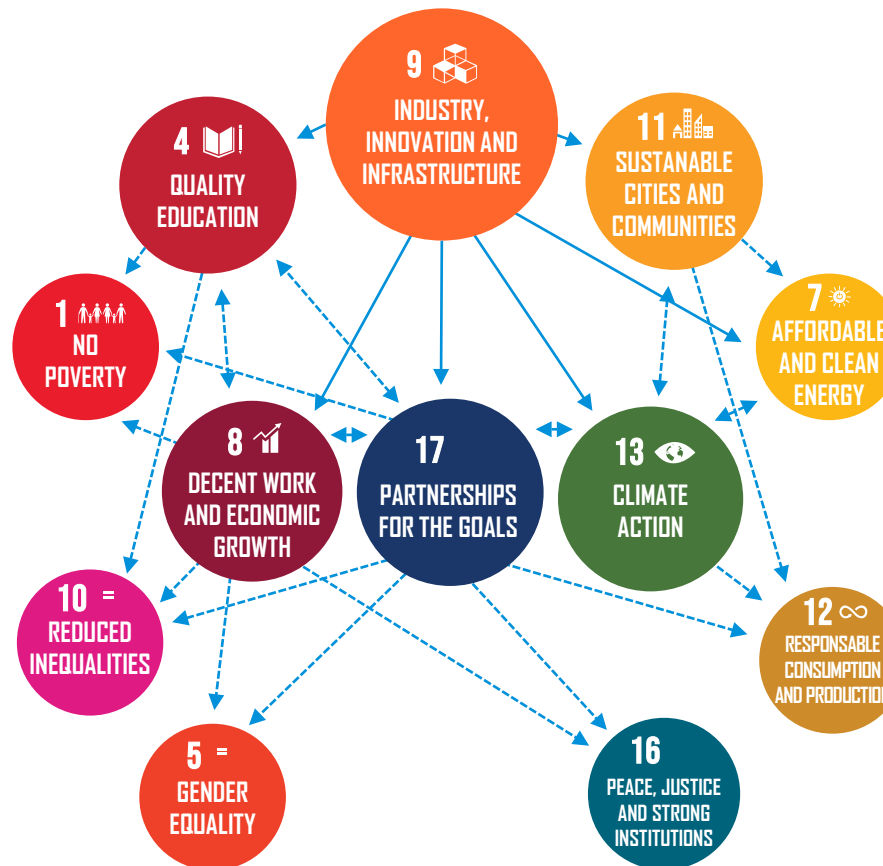 9
INDUSTRY,
INNOVATION AND
INFRASTRUCTURE
4
QUALITY
EDUCATION
11
SUSTANABLE
CITIES AND
COMMUNITIES
1
NO
POVERTY
7
AFFORDABLE
AND CLEAN
ENERGY
8
DECENT WORK
AND ECONOMIC
GROWTH
17
PARTNERSHIPS
FOR THE GOALS
13
CLIMATE
ACTION
10 =
REDUCED
INEQUALITIES
12
RESPONSABLE
CONSUMPTION
AND PRODUCTION
5 =
GENDER
EQUALITY
16
PEACE, JUSTICE
AND STRONG
INSTITUTIONS